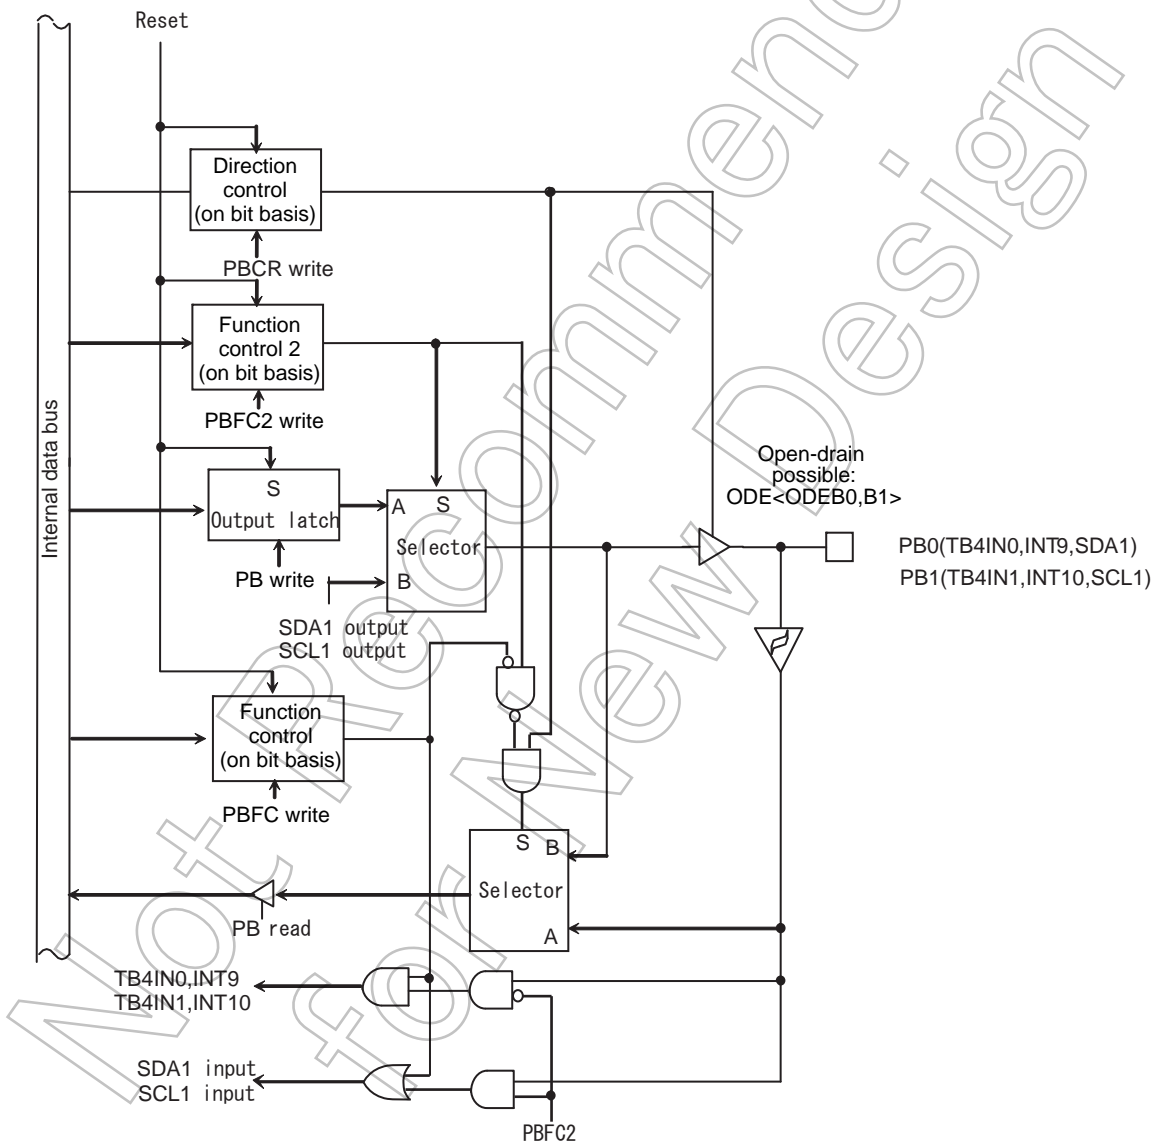 Reset
Direction
control
(on bit basis)
PBCR write
Function
control 2
(on bit basis)
PBFC2 write
Internal data bus
S
Output latch
PB write
A
S
Selector
B
SDA1 output
SCL1 output
Open-drain
possible:
ODE<ODEB0,B1>
PB0(TB4IN0,INT9,SDA1)
PB1(TB4IN1,INT10,SCL1)
Function
control
(on bit basis)
PBFC write
S
B
Selector
A
PB read
TB4IN0,INT9
TB4IN1,INT10
SDA1 input
SCL1 input
PBFC2
Not Recommended
for New Design